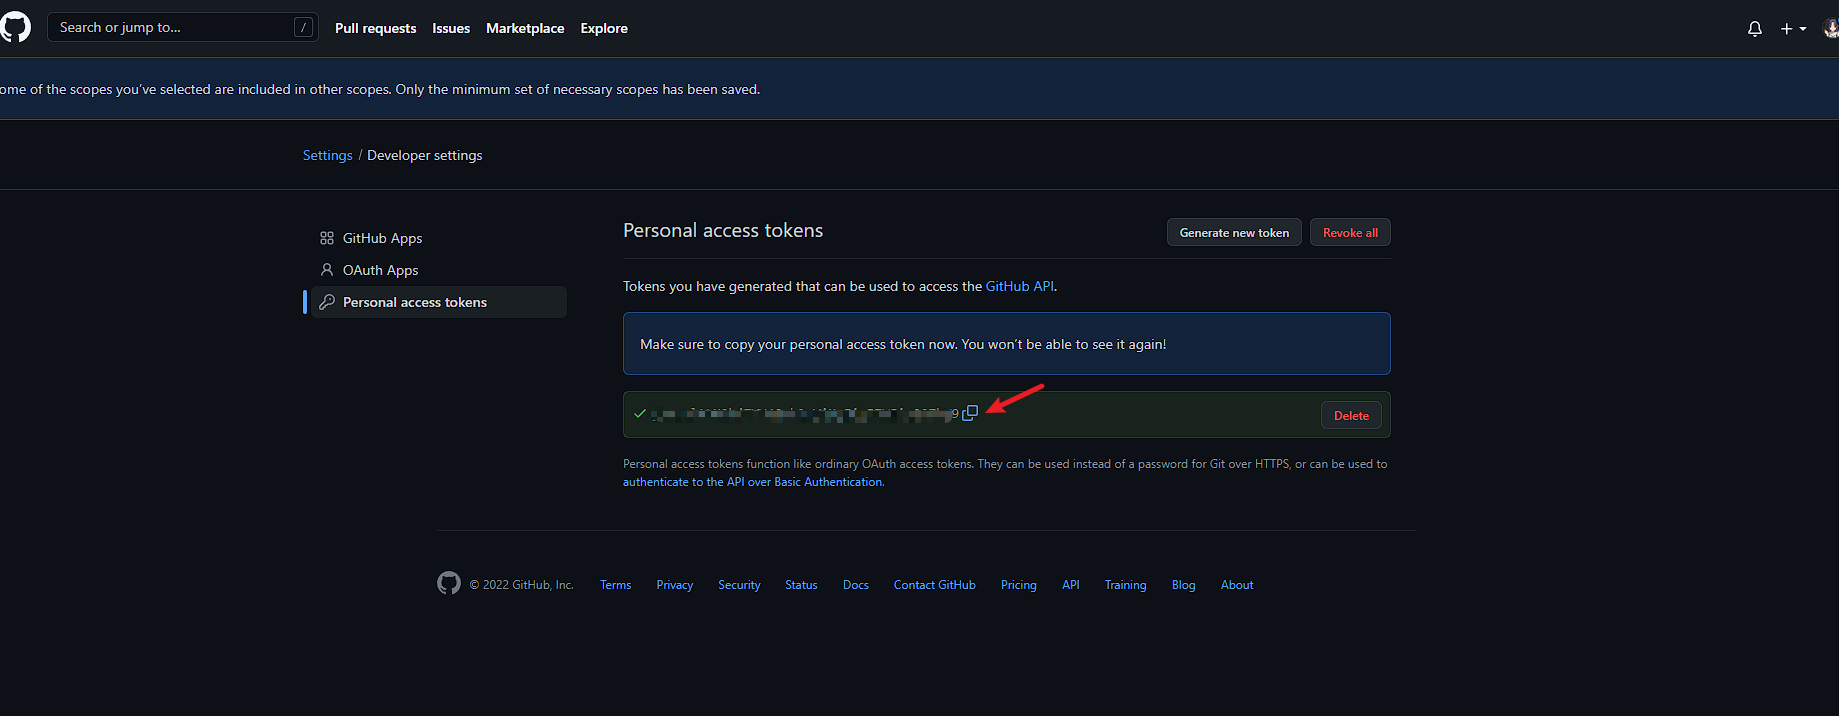 Search or jump to... /
Pull requests
Issues
Marketplace
Explore
ome of the scopes you've selected are included in other scopes. Only the minimum set of necessary scopes has been saved.
Settings / Developer settings
GitHub Apps
OAuth Apps
Personal access tokens
Personal access tokens
Generate new token
Revoke all
Tokens you have generated that can be used to access the GitHub API.
Make sure to copy your personal access token now. You won't be able to see it again!
Delete
Personal access tokens function like ordinary OAuth access tokens. They can be used instead of a password for Git over HTTPS, or can be used to
authenticate to the API over Basic Authentication.
© 2022 GitHub, Inc.
Terms
Privacy
Security
Status
Docs
Contact GitHub
Pricing
API
Training
Blog
About